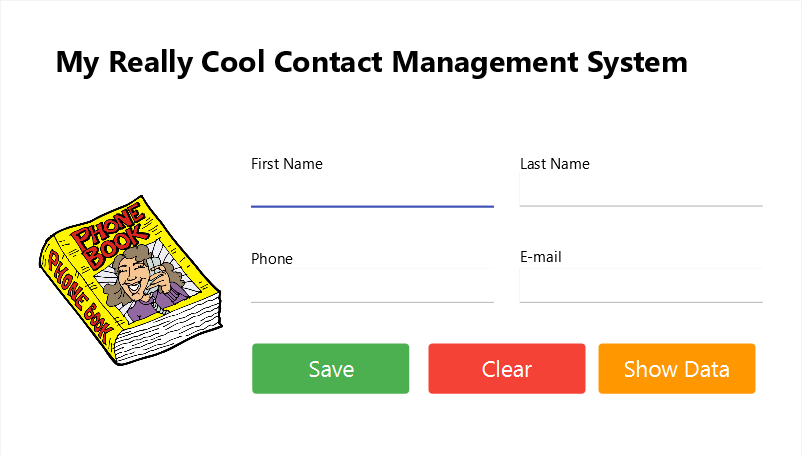 My Really Cool Contact Management System
First Name
Last Name
PHONE
BOOK
PHONE BOOK
Phone
E-mail
Save
Clear
Show Data